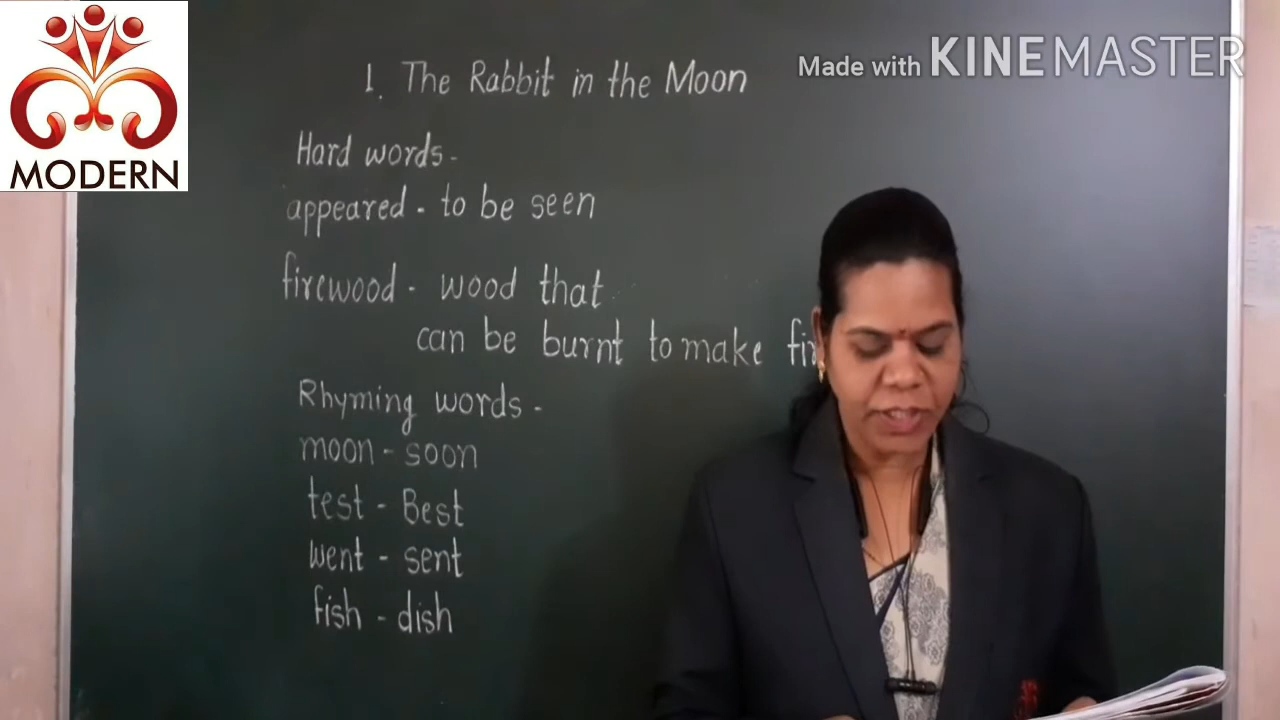 MODERN
Made with KINEMASTER
1. The Rabbit in the Moon
Hard words -
appeared - to be seen
firewood - wood that
can be burnt to make
Rhyming words -
moon - soon
test - Best
went - sent
fish - dish